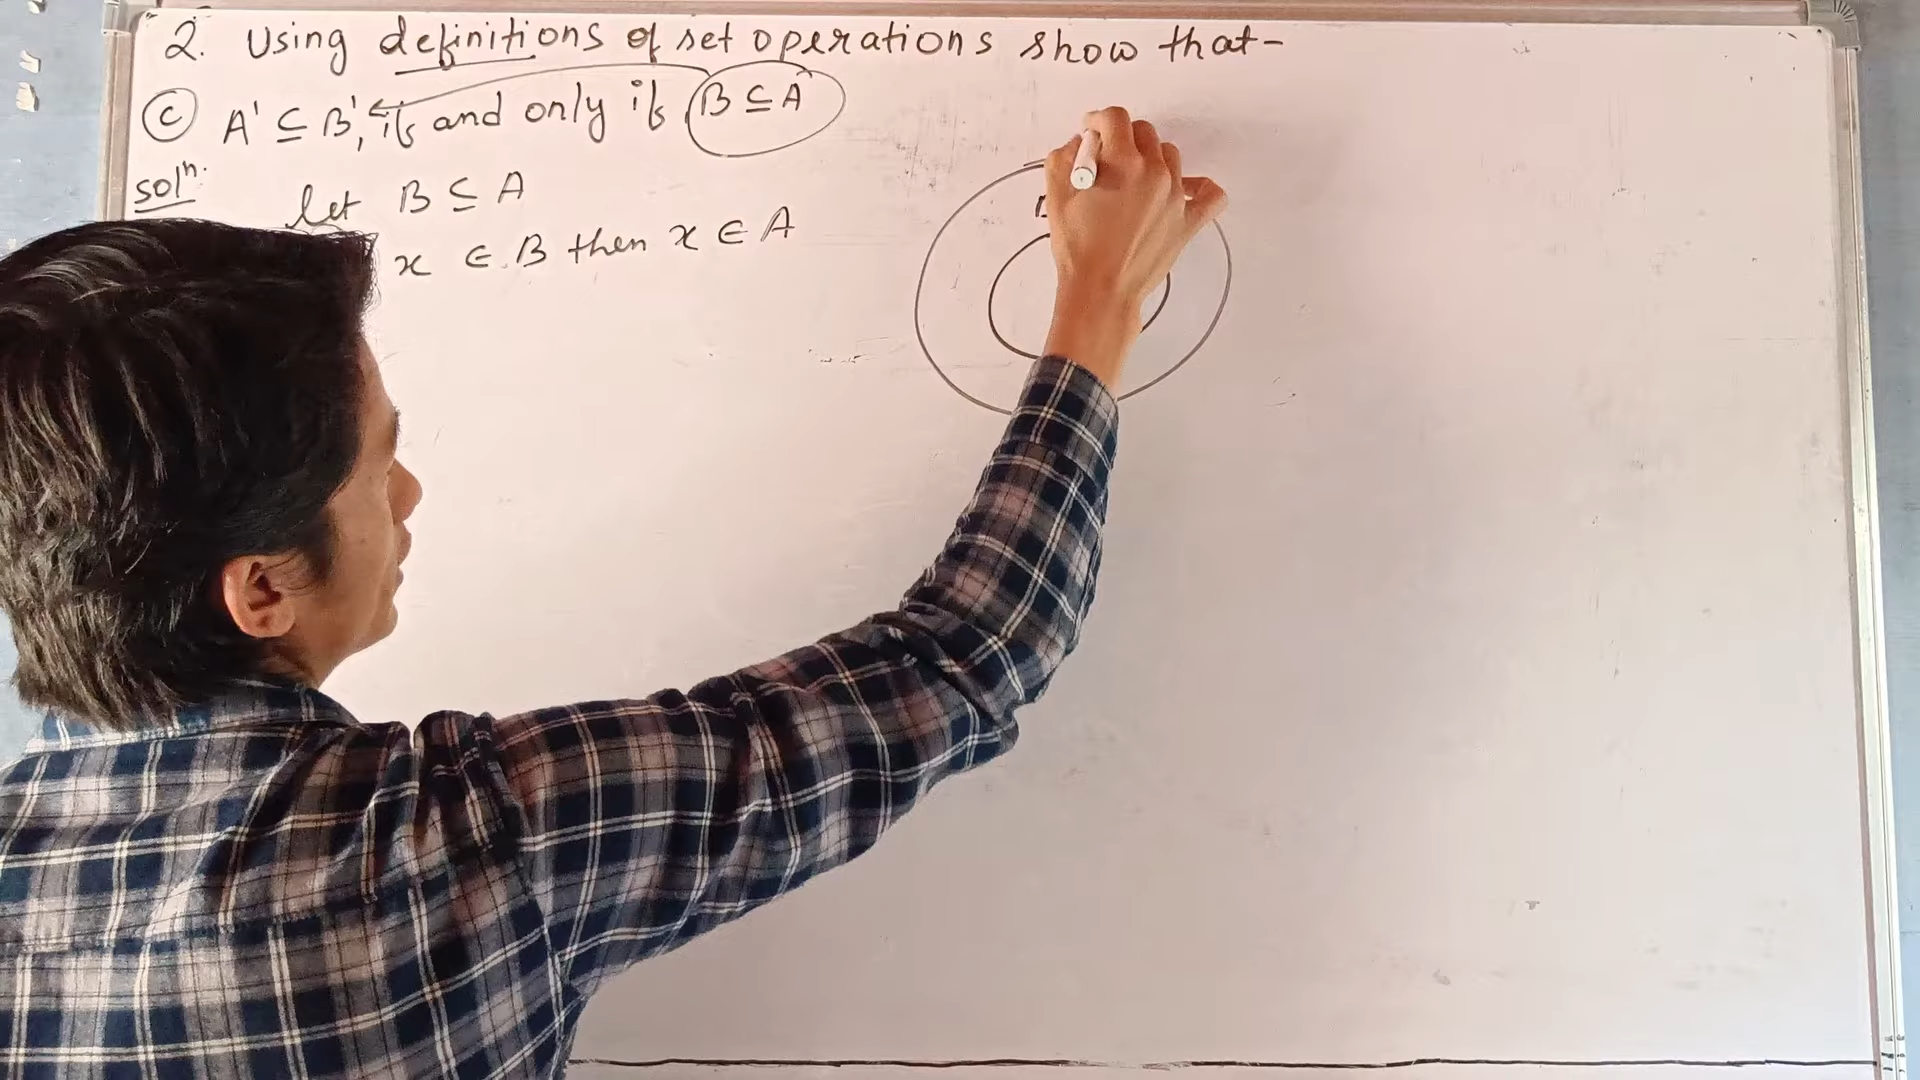 2. Using definitions of set operations show that-
(c) A' ⊆ B', if and only if B ⊆ A
solⁿ.
let B ⊆ A
x ∈ B then x ∈ A
B